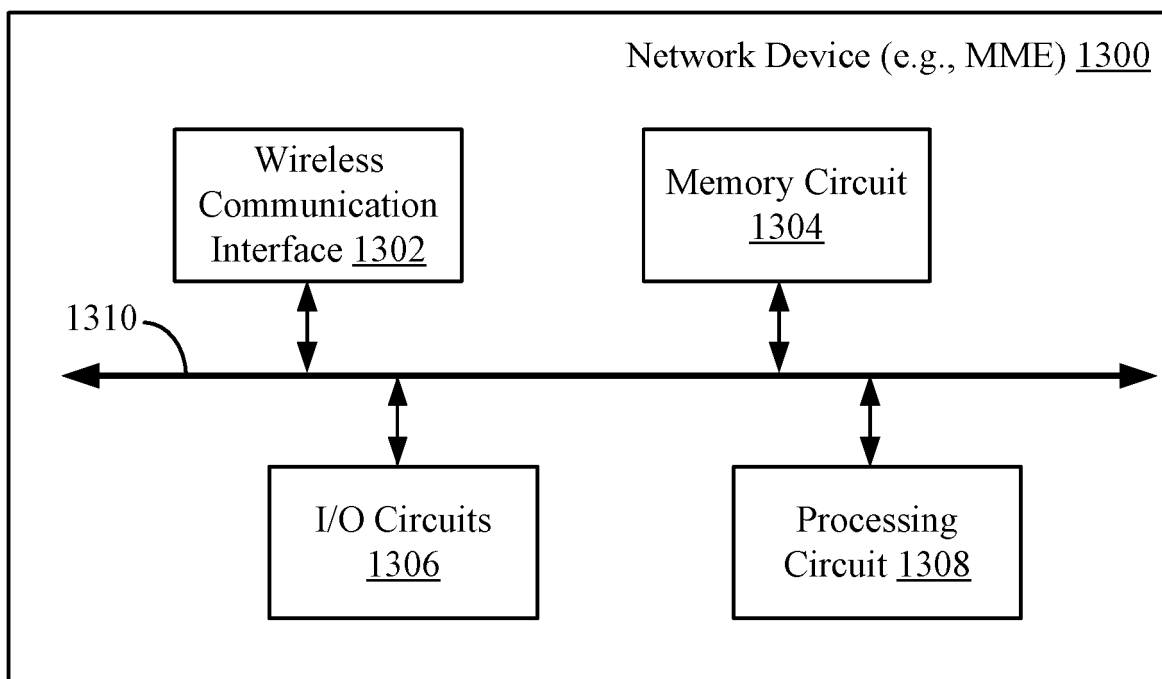 Network Device (e.g., MME) 1300
Wireless
Communication
Interface 1302
Memory Circuit
1304
1310
I/O Circuits
1306
Processing
Circuit 1308